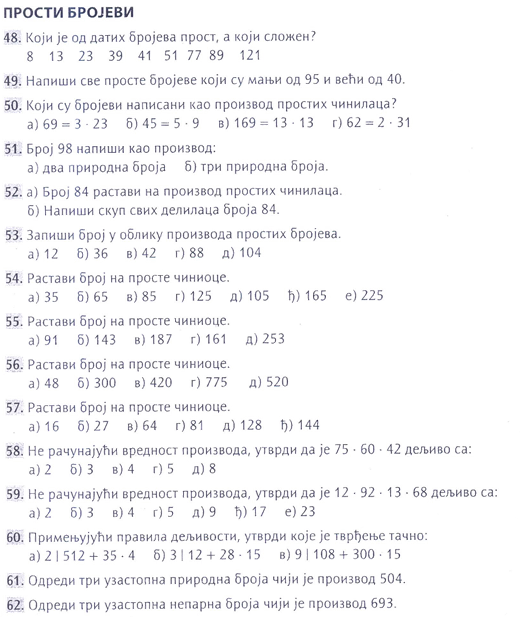 ПРОСТИ БРОЈЕВИ
48. Који је од датих бројева прост, а који сложен?
8 13 23 39 41 51 77 89 121
49. Напиши све просте бројеве који су мањи од 95 и већи од 40.
50. Који су бројеви написани као производ простих чинилаца?
а) 69 = 3 · 23 б) 45 = 5 · 9 в) 169 = 13 · 13 г) 62 = 2 · 31
51. Број 98 напиши као производ:
а) два природна броја б) три природна броја.
52. а) Број 84 растави на производ простих чинилаца.
б) Напиши скуп свих делилаца броја 84.
53. Запиши број у облику производа простих бројева.
а) 12 б) 36 в) 42 г) 88 д) 104
54. Растави број на просте чиниоце.
а) 35 б) 65 в) 85 г) 125 д) 105 ђ) 165 е) 225
55. Растави број на просте чиниоце.
а) 91 б) 143 в) 187 г) 161 д) 253
56. Растави број на просте чиниоце.
а) 48 б) 300 в) 420 г) 775 д) 520
57. Растави број на просте чиниоце.
а) 16 б) 27 в) 64 г) 81 д) 128 ђ) 144
58. Не рачунајући вредност производа, утврди да је 75 · 60 · 42 дељиво са:
а) 2 б) 3 в) 4 г) 5 д) 8
59. Не рачунајући вредност производа, утврди да је 12 · 92 · 13 · 68 дељиво са:
а) 2 б) 3 в) 4 г) 5 д) 9 ђ) 17 е) 23
60. Примењујући правила дељивости, утврди које је тврђење тачно:
а) 2 | 512 + 35 · 4 б) 3 | 12 + 28 · 15 в) 9 | 108 + 300 · 15
61. Одреди три узастопна природна броја чији је производ 504.
62. Одреди три узастопна непарна броја чији је производ 693.